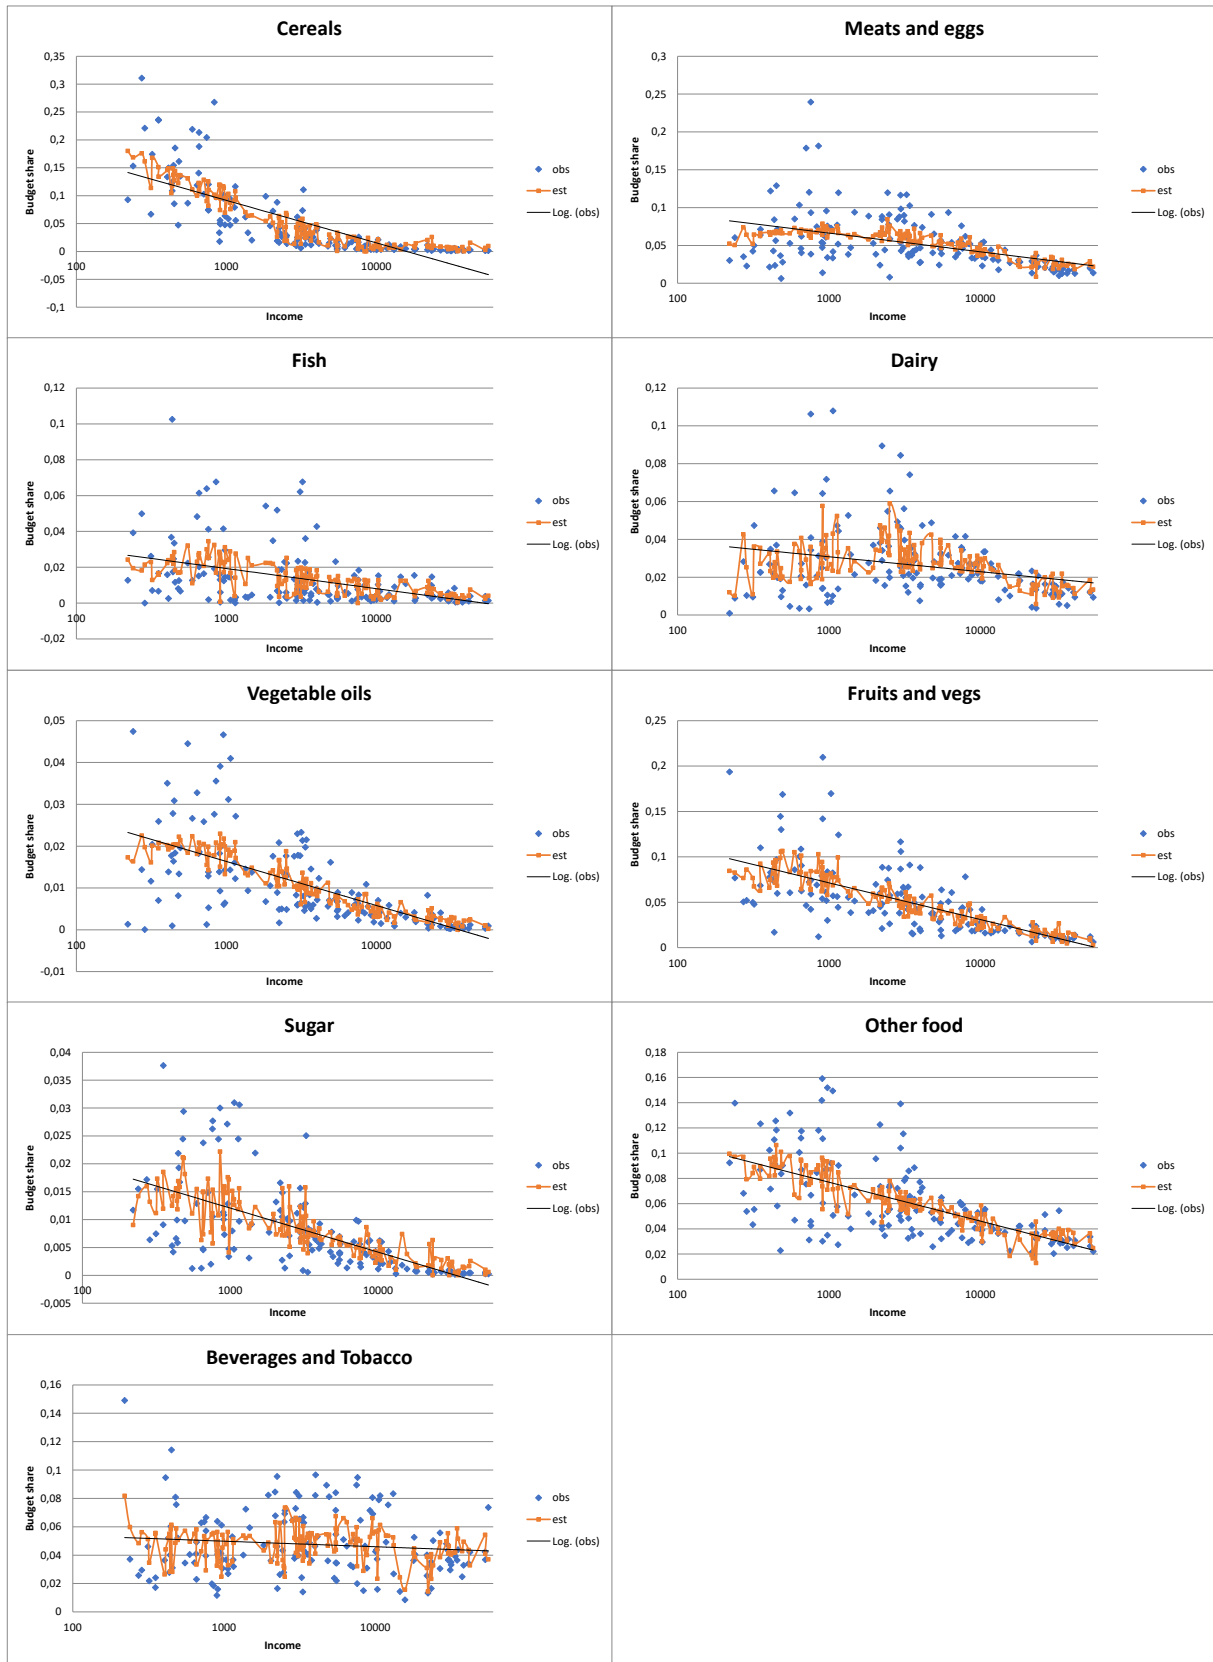 Cereals
0,35
0,3
0,25
0,2
0,15
0,1
0,05
0
-0,05
-0,1
100
1000
10000
Budget share
Income
obs
est
Log. (obs)
Meats and eggs
0,3
0,25
0,2
0,15
0,1
0,05
0
100
1000
10000
Budget share
Income
obs
est
Log. (obs)
Fish
0,12
0,1
0,08
0,06
0,04
0,02
0
-0,02
100
1000
10000
Budget share
Income
obs
est
Log. (obs)
Dairy
0,12
0,1
0,08
0,06
0,04
0,02
0
100
1000
10000
Budget share
Income
obs
est
Log. (obs)
Vegetable oils
0,05
0,04
0,03
0,02
0,01
0
-0,01
100
1000
10000
Budget share
Income
obs
est
Log. (obs)
Fruits and vegs
0,25
0,2
0,15
0,1
0,05
0
100
1000
10000
Budget share
Income
obs
est
Log. (obs)
Sugar
0,04
0,035
0,03
0,025
0,02
0,015
0,01
0,005
0
-0,005
100
1000
10000
Budget share
Income
obs
est
Log. (obs)
Other food
0,18
0,16
0,14
0,12
0,1
0,08
0,06
0,04
0,02
0
100
1000
10000
Budget share
Income
obs
est
Log. (obs)
Beverages and Tobacco
0,16
0,14
0,12
0,1
0,08
0,06
0,04
0,02
0
100
1000
10000
Budget share
Income
obs
est
Log. (obs)